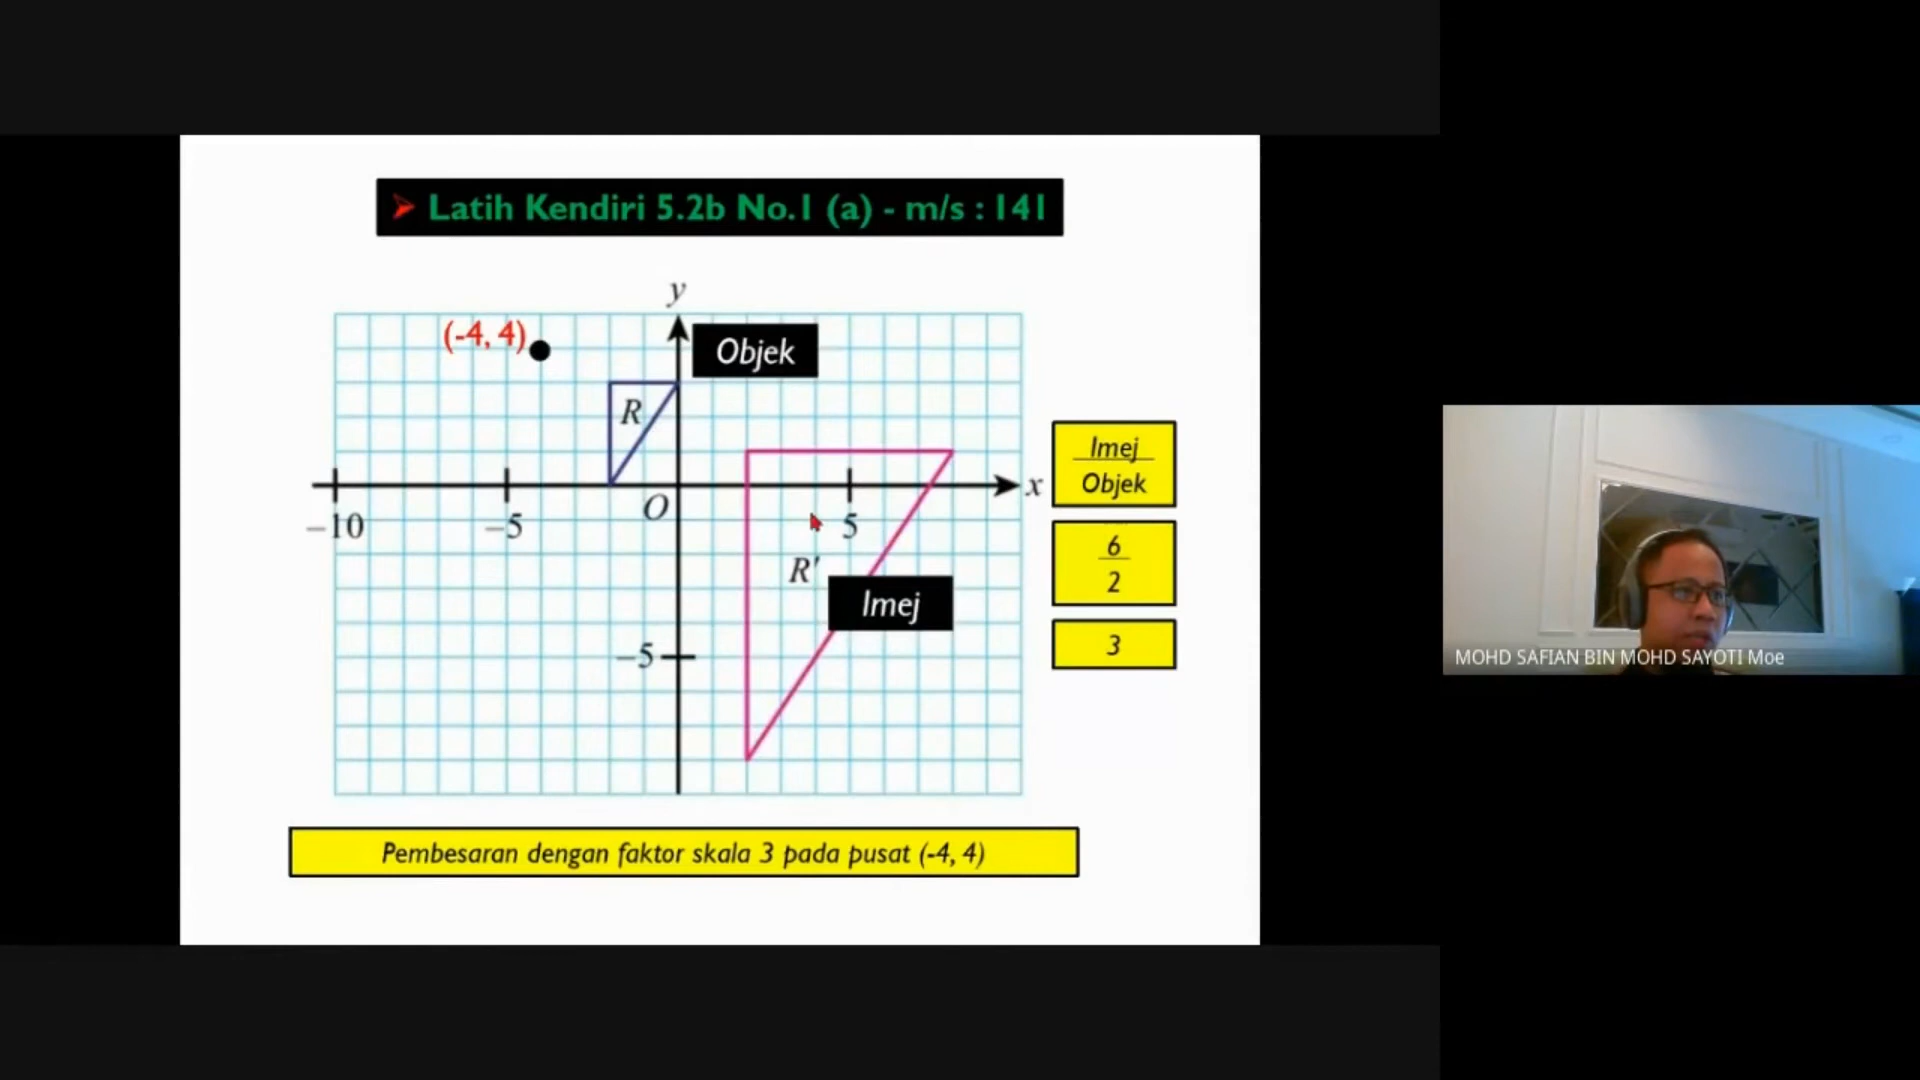 ➤ Latih Kendiri 5.2b No.1 (a) - m/s : 141
y
(-4, 4)
Objek
R
x
O
–10
–5
5
R'
Imej
–5
Imej
Objek
6
2
3
Pembesaran dengan faktor skala 3 pada pusat (-4, 4)
MOHD SAFIAN BIN MOHD SAYOTI Moe